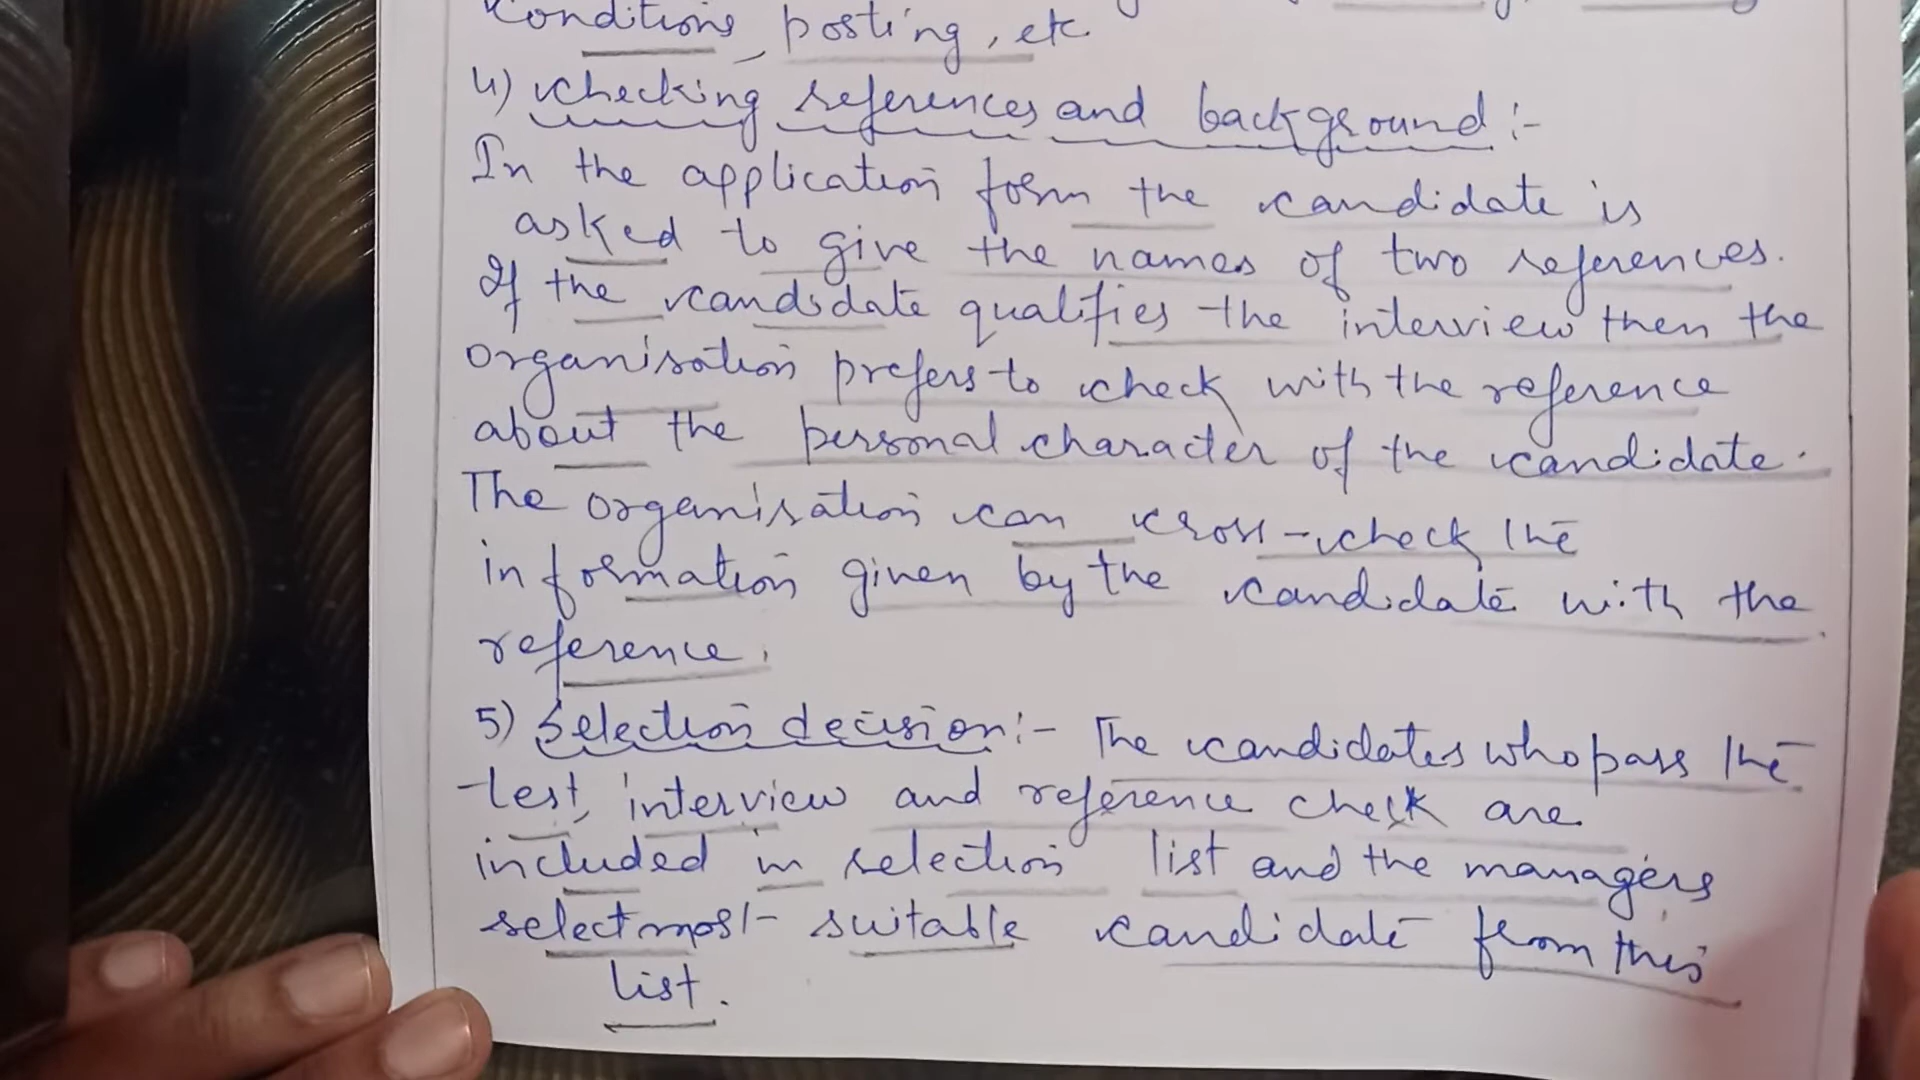 conditions, posting, etc.
4) checking references and background :-
In the application form the candidate is
asked to give the names of two references.
If the candidate qualifies the interview then the
organisation prefers to check with the reference
about the personal character of the candidate.
The organisation can cross-check the
information given by the candidate with the
reference.
5) Selection decision :- The candidates who pass the
test, interview and reference check are
included in selection list and the managers
select most suitable candidate from this
list.